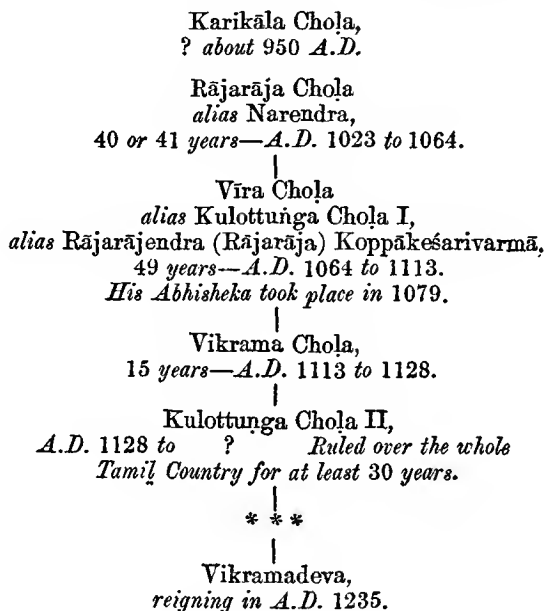 Karikāla Choḷa,
? about 950 A.D.
Rājarāja Choḷa
alias Narendra,
40 or 41 years—A.D. 1023 to 1064.
Vīra Choḷa
alias Kulottuṅga Choḷa I,
alias Rājarājendra (Rājarāja) Koppākeśarivarmā,
49 years—A.D. 1064 to 1113.
His Abhisheka took place in 1079.
Vikrama Choḷa,
15 years—A.D. 1113 to 1128.
Kulottuṅga Choḷa II,
A.D. 1128 to ? Ruled over the whole
Tamiḻ Country for at least 30 years.
* * *
Vikramadeva,
reigning in A.D. 1235.